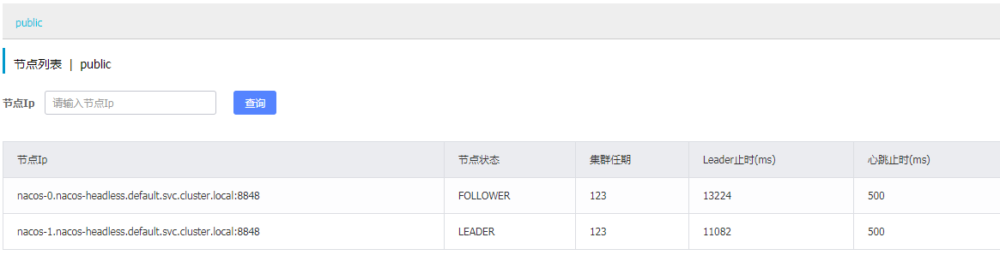 public
节点列表 | public
节点Ip 请输入节点Ip 查询
节点Ip 节点状态 集群任期 Leader止时(ms) 心跳止时(ms)
nacos-0.nacos-headless.default.svc.cluster.local:8848 FOLLOWER 123 13224 500
nacos-1.nacos-headless.default.svc.cluster.local:8848 LEADER 123 11082 500